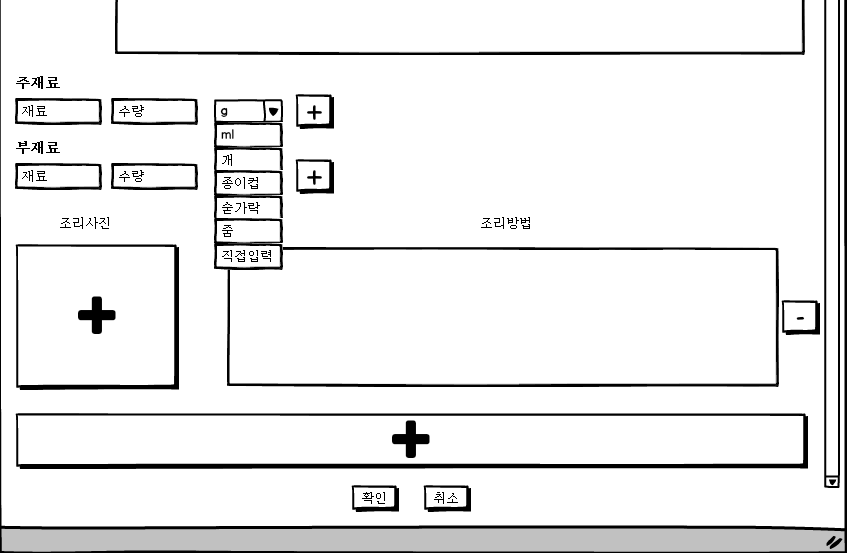 주재료
재료 수량 g
ml
부재료
개
재료 수량 종이컵
숟가락
줌
조리사진 조리방법
직접입력
-
확인 취소